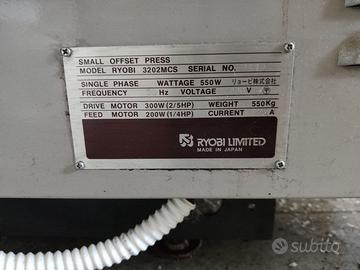 SMALL OFFSET PRESS
MODEL RYOBI 3202MCS SERIAL NO.
SINGLE PHASE WATTAGE 550W リョービ株式会社
FREQUENCY Hz VOLTAGE V
DRIVE MOTOR 300W (2/5HP) WEIGHT 550Kg
FEED MOTOR 200W (1/4HP) CURRENT A
RYOBI LIMITED
MADE IN JAPAN
subito